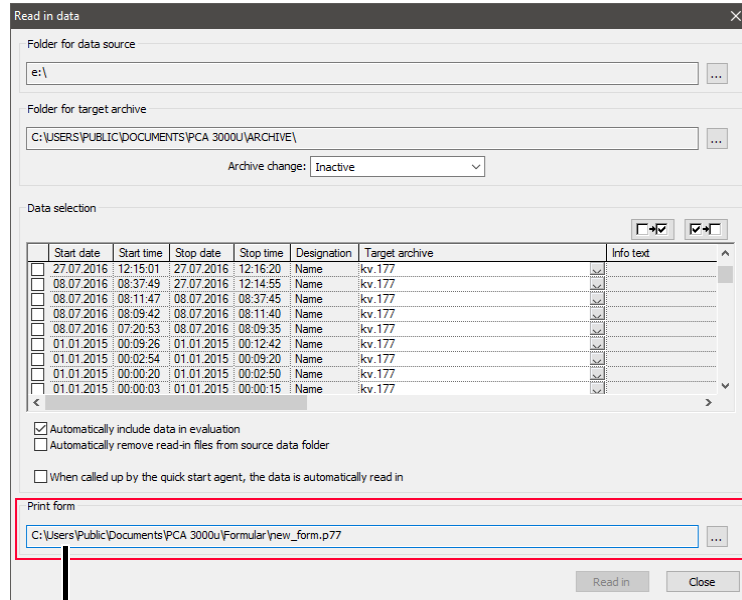 Read in data
Folder for data source
e:\
...
Folder for target archive
C:\USERS\PUBLIC\DOCUMENTS\PCA 3000U\ARCHIVE\
...
Archive change: Inactive
Data selection
Start date Start time Stop date Stop time Designation Target archive Info text
27.07.2016 12:15:01 27.07.2016 12:16:20 Name kv.177
08.07.2016 08:37:49 27.07.2016 12:14:55 Name kv.177
08.07.2016 08:11:47 08.07.2016 08:37:45 Name kv.177
08.07.2016 08:09:42 08.07.2016 08:11:40 Name kv.177
08.07.2016 07:20:53 08.07.2016 08:09:35 Name kv.177
01.01.2015 00:09:26 01.01.2015 00:12:42 Name kv.177
01.01.2015 00:02:54 01.01.2015 00:09:20 Name kv.177
01.01.2015 00:00:20 01.01.2015 00:02:50 Name kv.177
01.01.2015 00:00:03 01.01.2015 00:00:15 Name kv.177
Automatically include data in evaluation
Automatically remove read-in files from source data folder
When called up by the quick start agent, the data is automatically read in
Print form
C:\Users\Public\Documents\PCA 3000u\Formular\new_form.p77
...
Read in Close